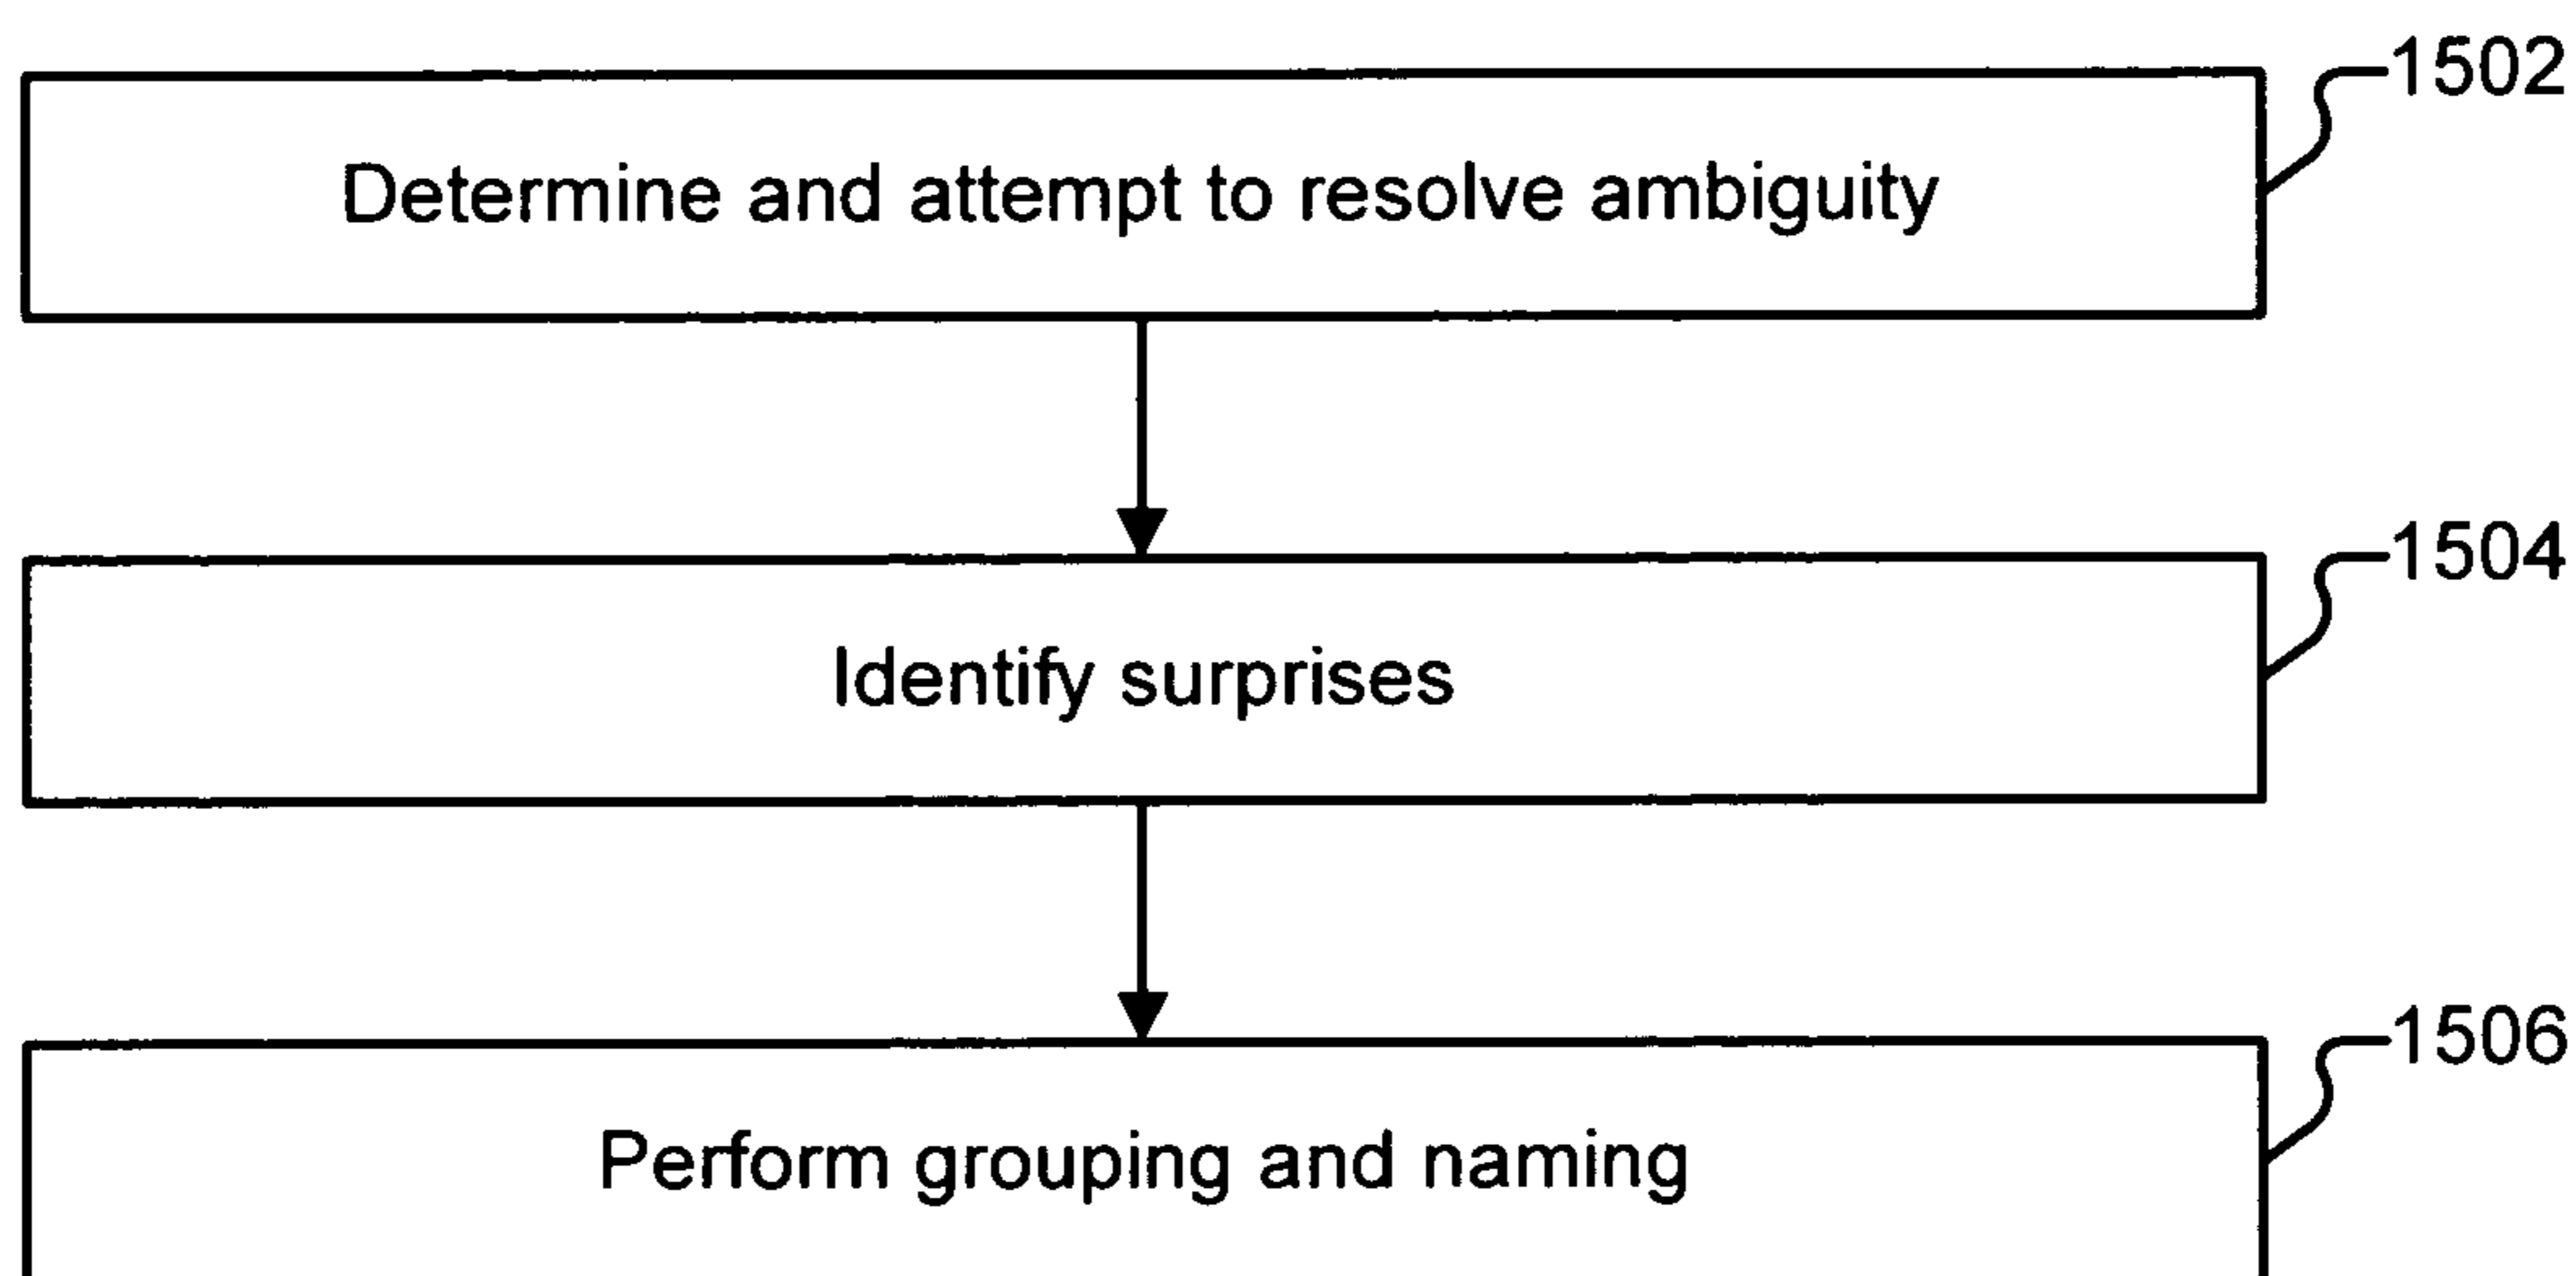 1502
Determine and attempt to resolve ambiguity
1504
Identify surprises
1506
Perform grouping and naming